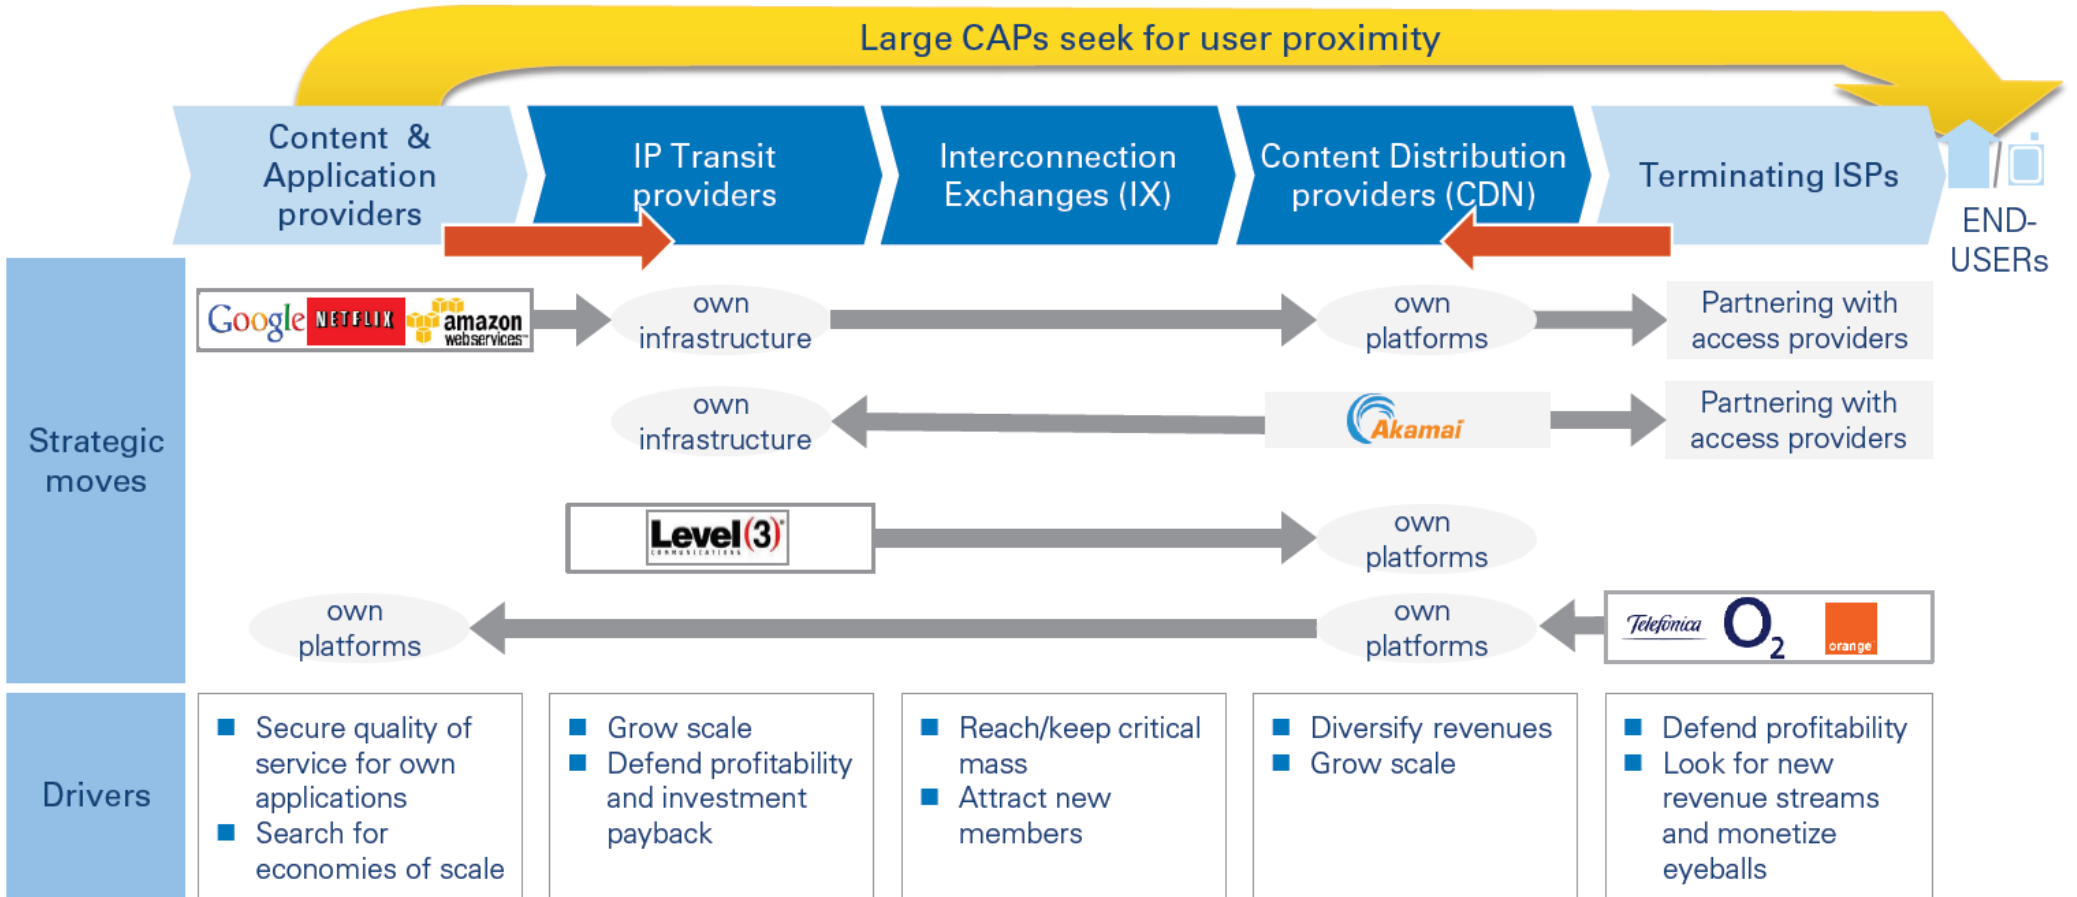 Large CAPs seek for user proximity
Content &
Application
providers
IP Transit
providers
Interconnection
Exchanges (IX)
Content Distribution
providers (CDN)
Terminating ISPs
END-
USERs
Strategic
moves
Google
NETFLIX
amazon
webservices™
own
infrastructure
own
platforms
Partnering with
access providers
own
infrastructure
Akamai
Partnering with
access providers
Level(3)®
COMMUNICATIONS
own
platforms
own
platforms
own
platforms
Telefónica
O2
orange
Drivers
■ Secure quality of
service for own
applications
■ Search for
economies of scale
■ Grow scale
■ Defend profitability
and investment
payback
■ Reach/keep critical
mass
■ Attract new
members
■ Diversify revenues
■ Grow scale
■ Defend profitability
■ Look for new
revenue streams
and monetize
eyeballs